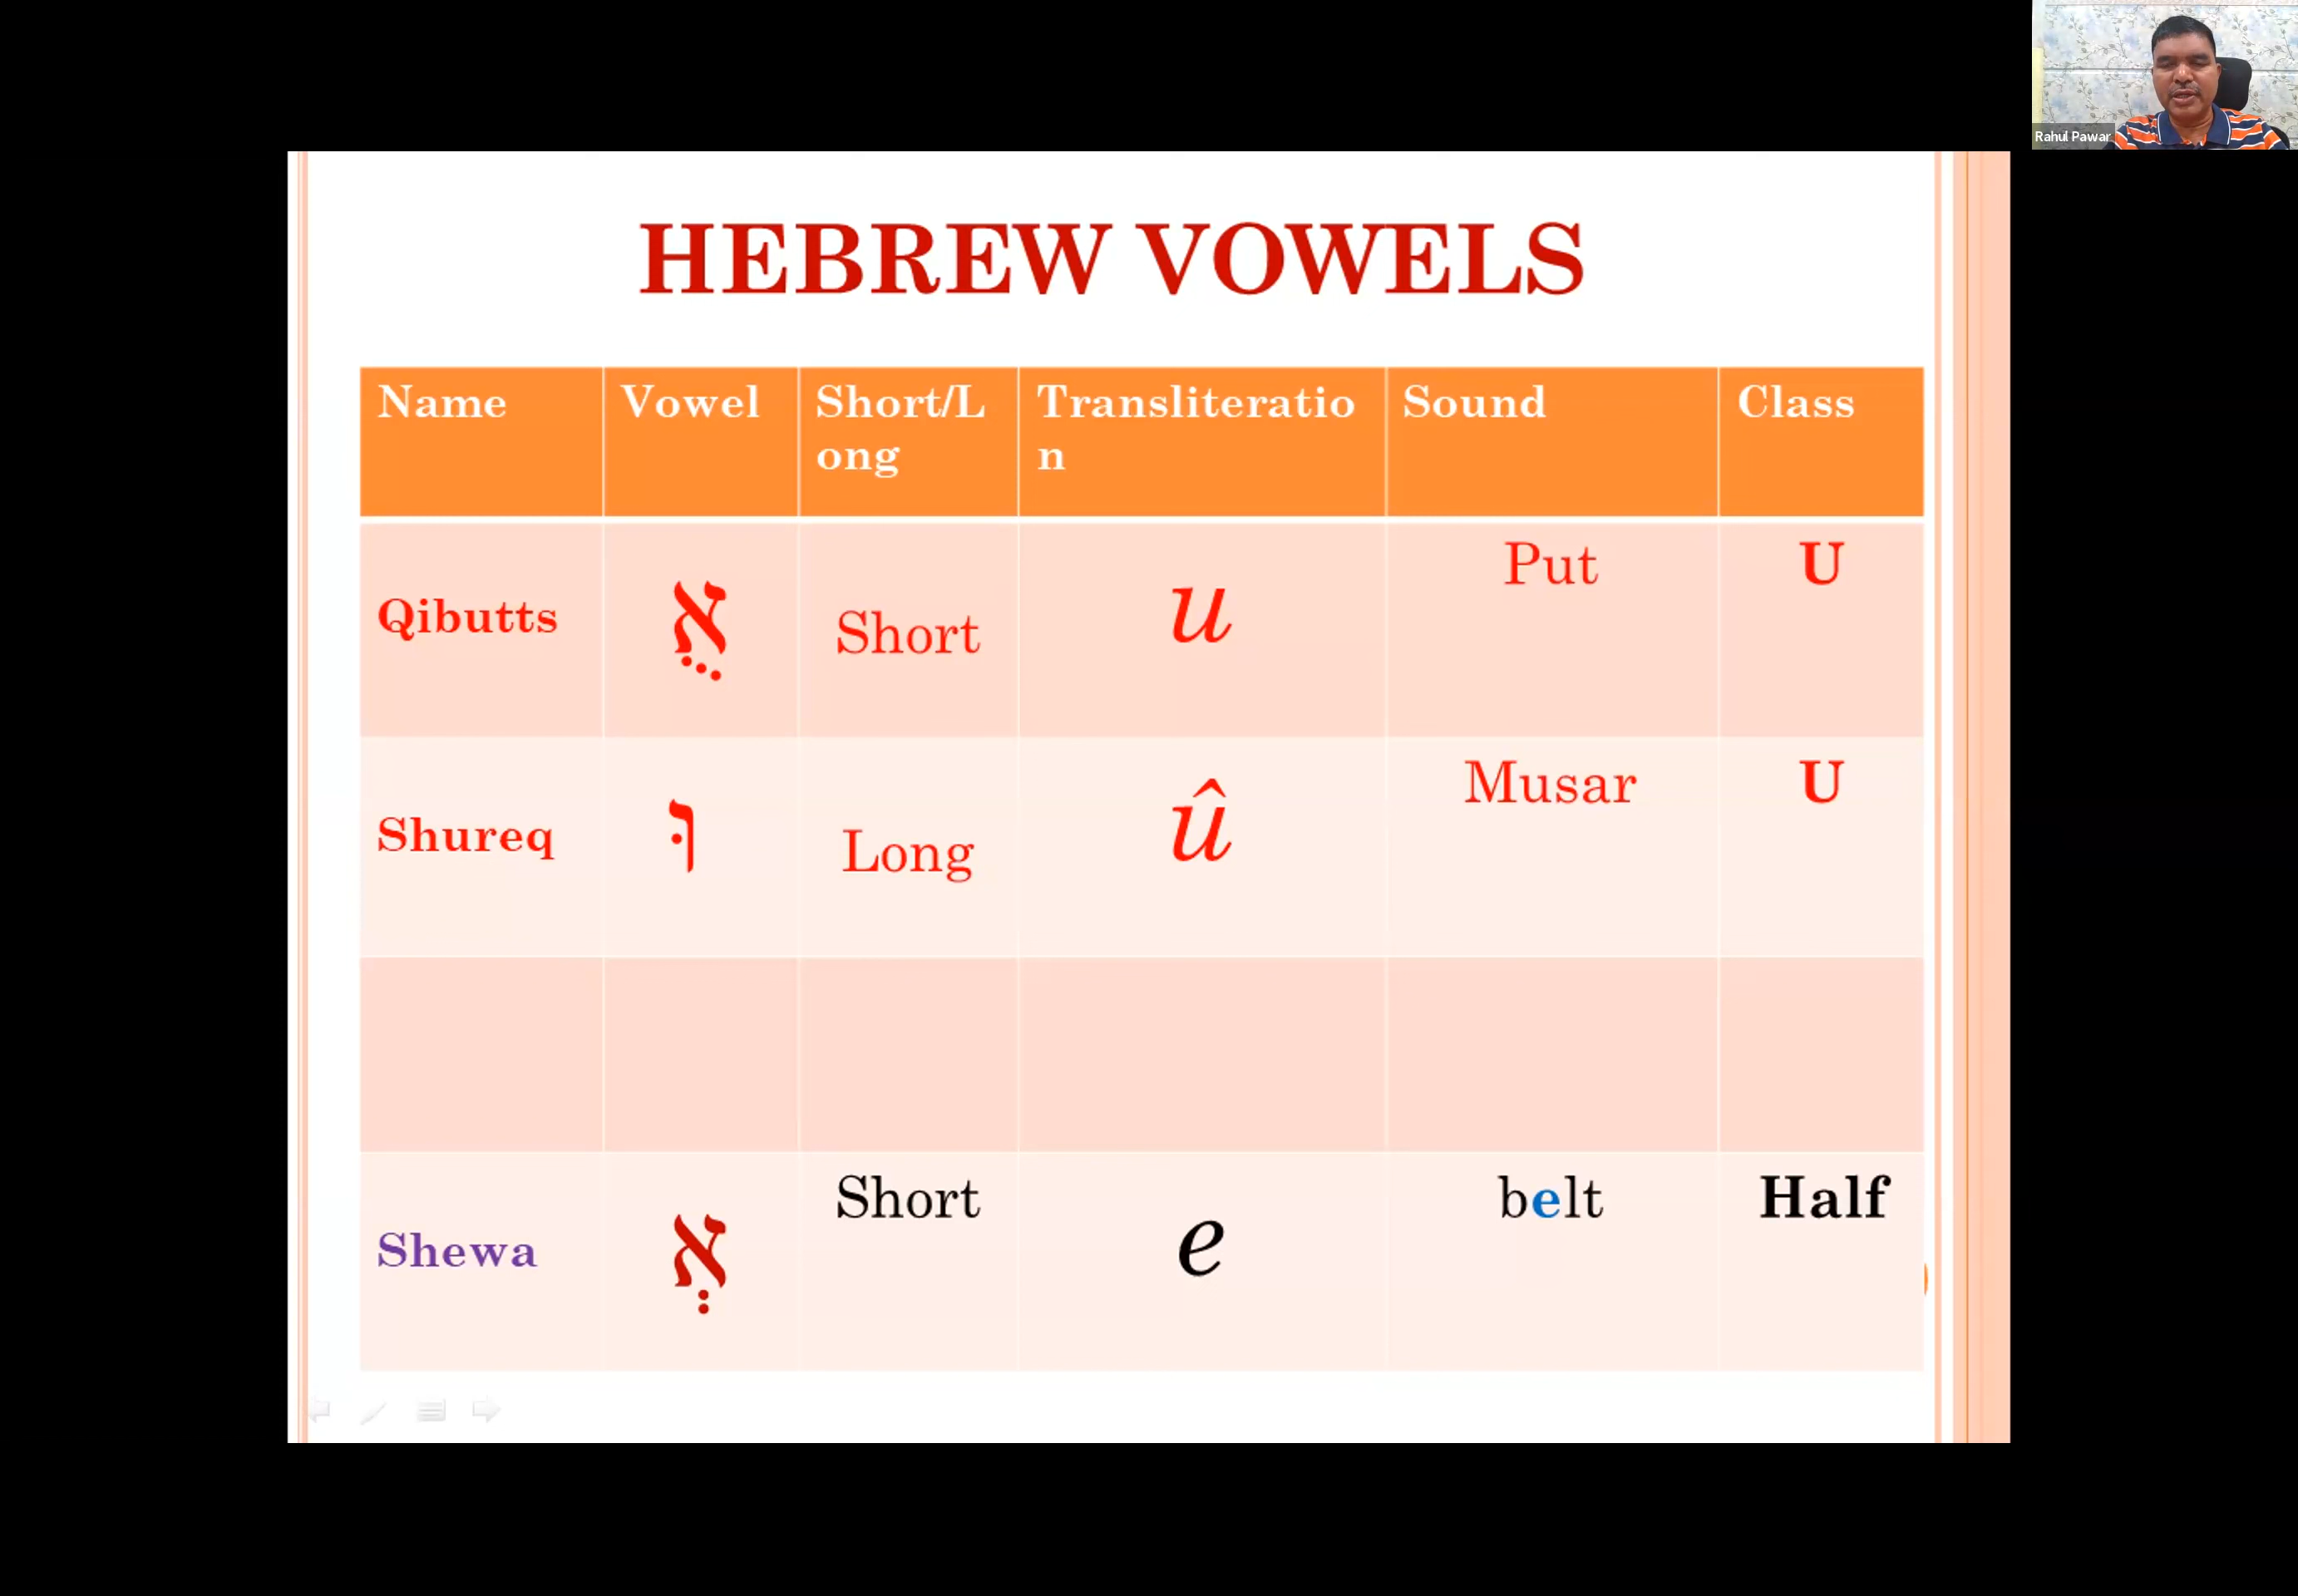 Rahul Pawar
HEBREW VOWELS
Name Vowel Short/L Transliteratio Sound Class
ong n
Qibutts אֻ Short u Put U
Shureq וּ Long û Musar U
Shewa אְ Short e belt Half